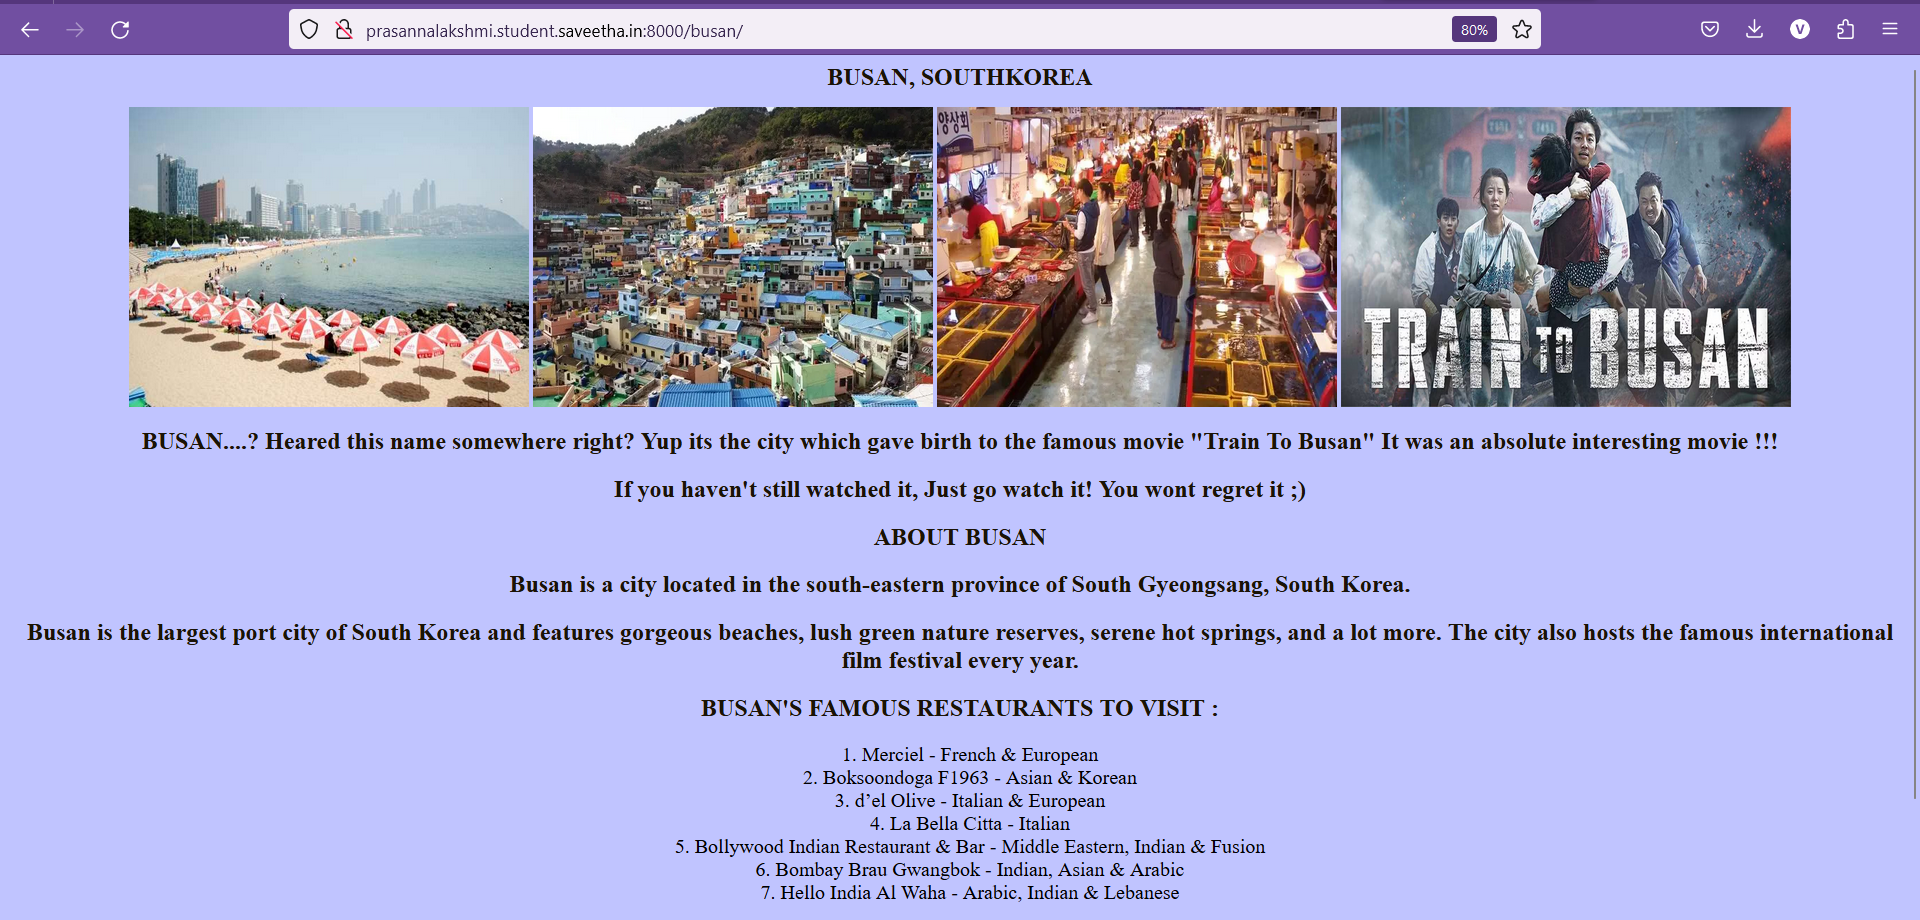 prasannalakshmi.student.saveetha.in:8000/busan/
80%
V
BUSAN, SOUTHKOREA
양상회
TRAIN TO BUSAN
BUSAN....? Heared this name somewhere right? Yup its the city which gave birth to the famous movie "Train To Busan" It was an absolute interesting movie !!!
If you haven't still watched it, Just go watch it! You wont regret it ;)
ABOUT BUSAN
Busan is a city located in the south-eastern province of South Gyeongsang, South Korea.
Busan is the largest port city of South Korea and features gorgeous beaches, lush green nature reserves, serene hot springs, and a lot more. The city also hosts the famous international
film festival every year.
BUSAN'S FAMOUS RESTAURANTS TO VISIT :
1. Merciel - French & European
2. Boksoondoga F1963 - Asian & Korean
3. d’el Olive - Italian & European
4. La Bella Citta - Italian
5. Bollywood Indian Restaurant & Bar - Middle Eastern, Indian & Fusion
6. Bombay Brau Gwangbok - Indian, Asian & Arabic
7. Hello India Al Waha - Arabic, Indian & Lebanese